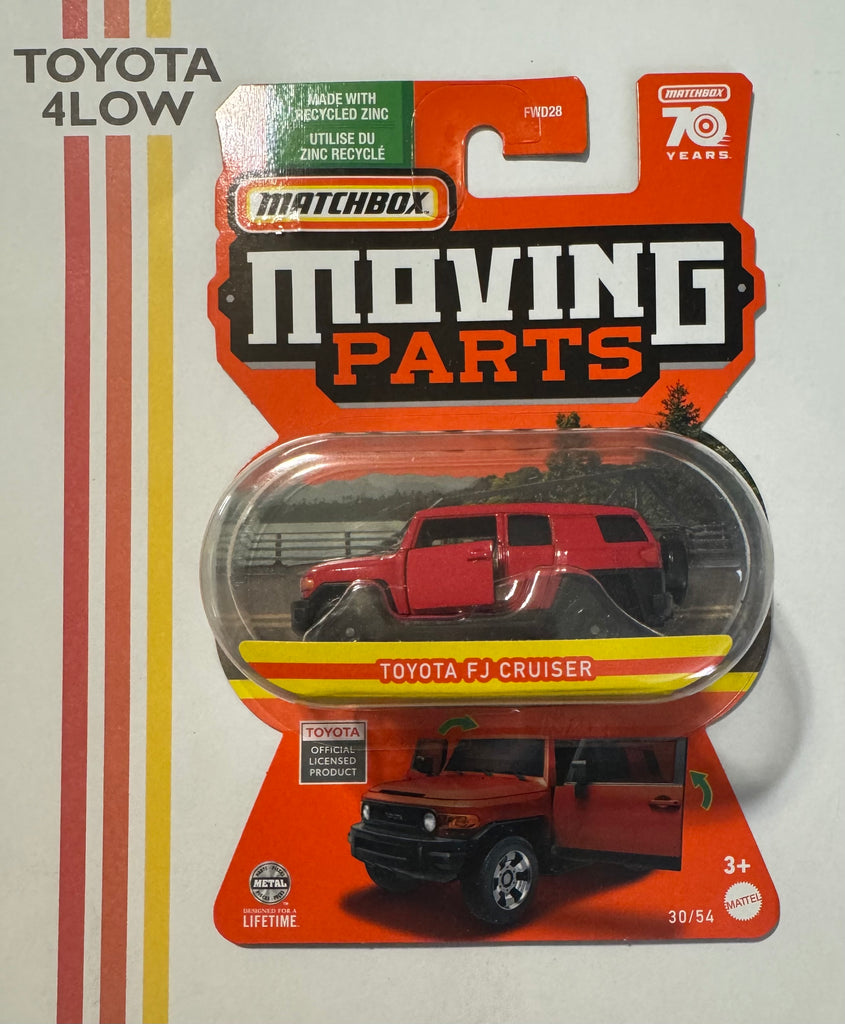 TOYOTA
4LOW
MADE WITH
RECYCLED ZINC
UTILISE DU
ZINC RECYCLÉ
FWD28
MATCHBOX
70
YEARS
MATCHBOX
MOVING
PARTS
TOYOTA FJ CRUISER
TOYOTA
OFFICIAL
LICENSED
PRODUCT
METAL
DESIGNED FOR A
LIFETIME
3+
MATTEL
30/54